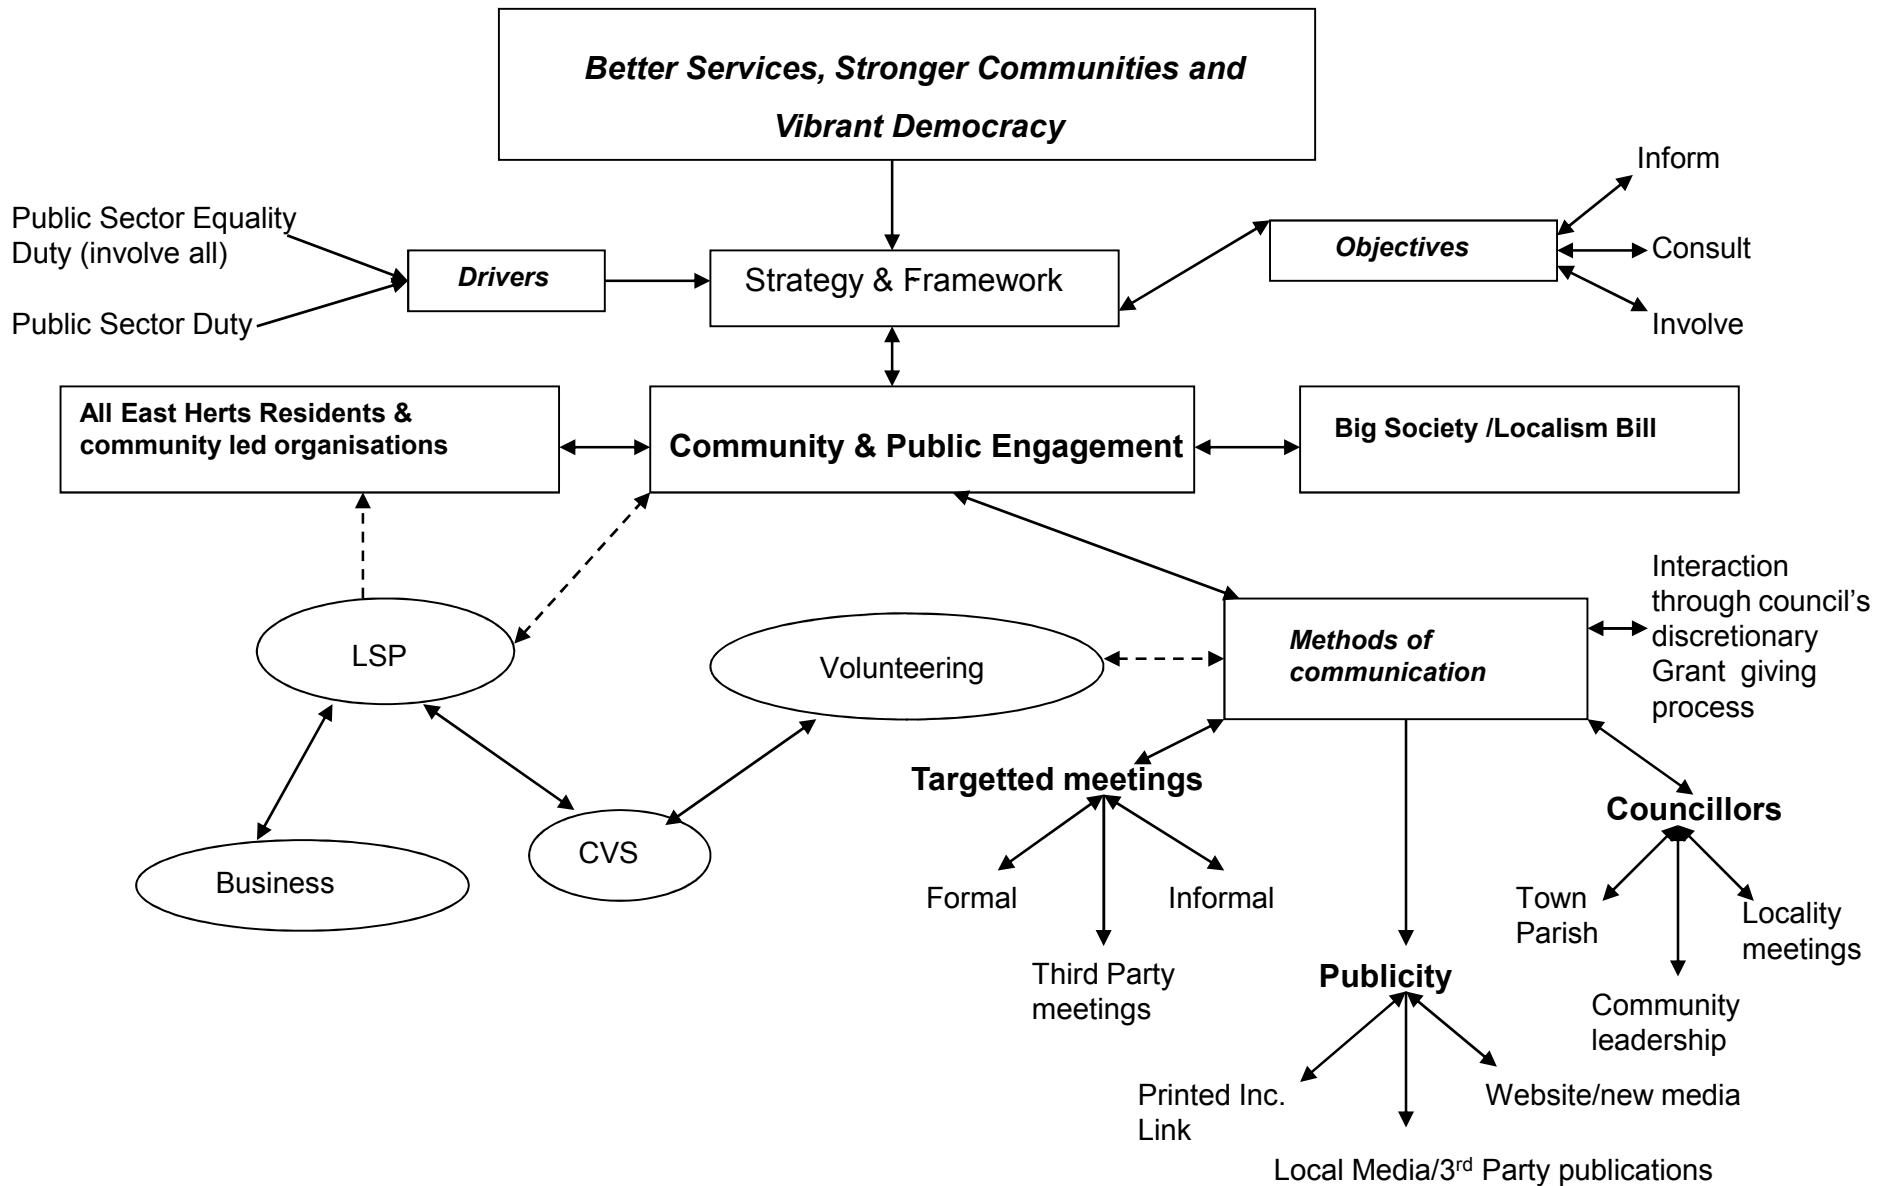 Better Services, Stronger Communities and
Vibrant Democracy
Inform
Public Sector Equality
Duty (involve all)
Drivers
Strategy & Framework
Objectives
Consult
Public Sector Duty
Involve
All East Herts Residents &
community led organisations
Community & Public Engagement
Big Society /Localism Bill
Interaction
through council's
discretionary
Grant  giving
process
LSP
Volunteering
Methods of
communication
Targetted meetings
Councillors
Business
CVS
Formal
Informal
Third Party
meetings
Town
Parish
Locality
meetings
Publicity
Community
leadership
Printed Inc.
Link
Website/new media
Local Media/3rd Party publications